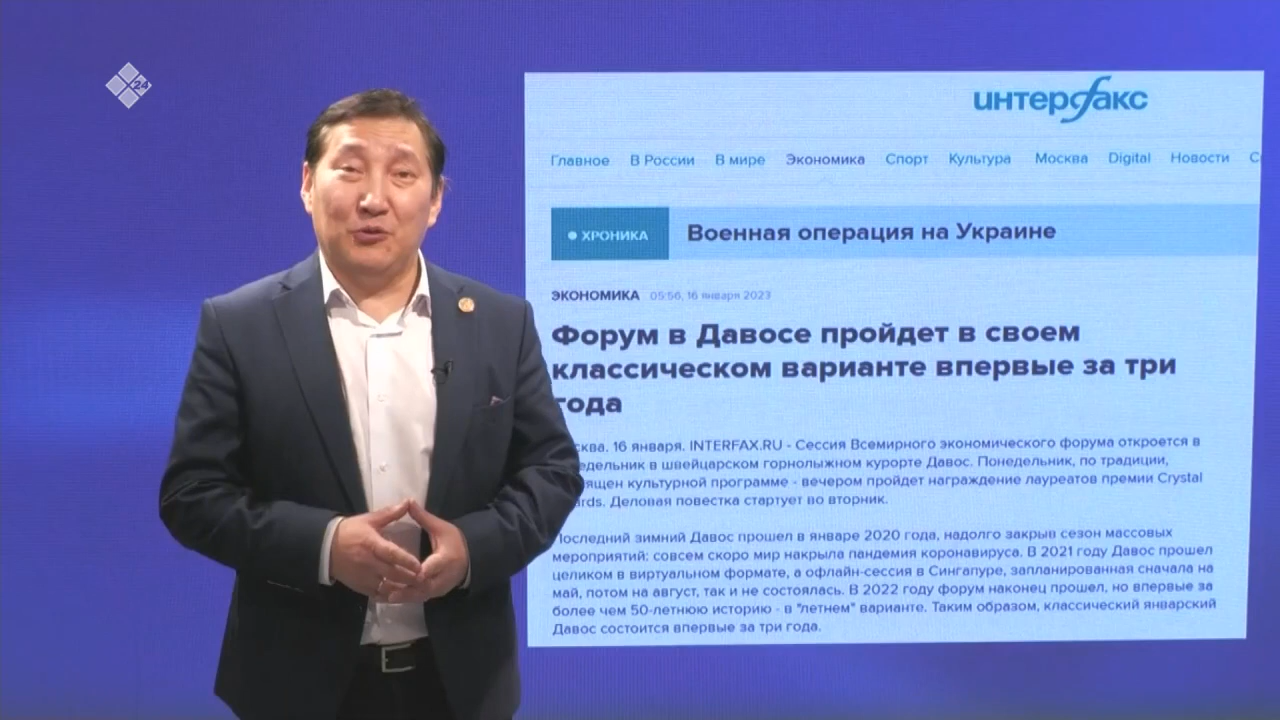 24
интерфакс
Главное В России В мире Экономика Спорт Культура Москва Digital Новости С
ХРОНИКА Военная операция на Украине
ЭКОНОМИКА 05:56, 16 января 2023
Форум в Давосе пройдет в своем
классическом варианте впервые за три
года
сква. 16 января. INTERFAX.RU - Сессия Всемирного экономического форума откроется в
едельник в швейцарском горнолыжном курорте Давос. Понедельник, по традиции,
ящен культурной программе - вечером пройдет награждение лауреатов премии Crystal
rds. Деловая повестка стартует во вторник.
Последний зимний Давос прошел в январе 2020 года, надолго закрыв сезон массовых
мероприятий: совсем скоро мир накрыла пандемия коронавируса. В 2021 году Давос прошел
целиком в виртуальном формате, а офлайн-сессия в Сингапуре, запланированная сначала на
май, потом на август, так и не состоялась. В 2022 году форум наконец прошел, но впервые за
более чем 50-летнюю историю - в "летнем" варианте. Таким образом, классический январский
Давос состоится впервые за три года.